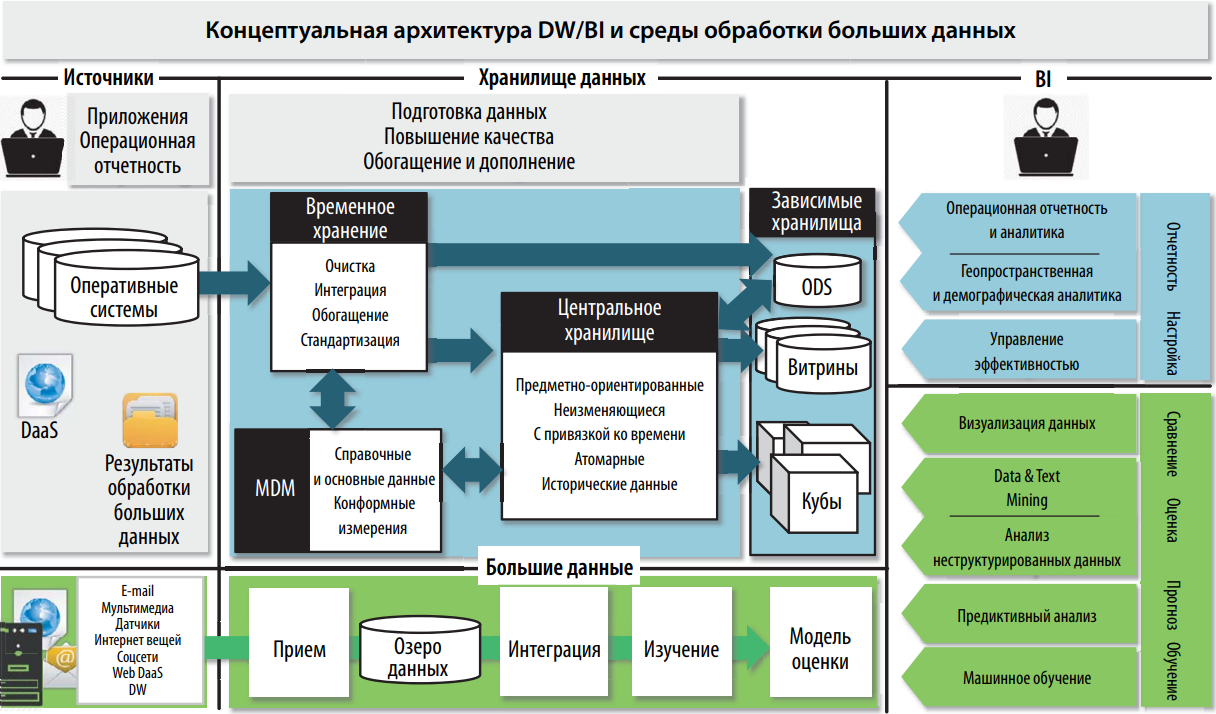 Концептуальная архитектура DW/BI и среды обработки больших данных
Источники
Приложения
Операционная
отчетность
Оперативные
системы
DaaS
Результаты
обработки
больших
данных
Хранилище данных
Подготовка данных
Повышение качества
Обогащение и дополнение
Временное
хранение
Очистка
Интеграция
Обогащение
Стандартизация
MDM
Справочные
и основные данные
Конформные
измерения
Центральное
хранилище
Предметно-ориентированные
Неизменяющиеся
С привязкой ко времени
Атомарные
Исторические данные
Зависимые
хранилища
ODS
Витрины
Кубы
BI
Операционная отчетность
и аналитика
Геопространственная
и демографическая аналитика
Управление
эффективностью
Отчетность
Настройка
Визуализация данных
Data & Text
Mining
Анализ
неструктурированных данных
Предиктивный анализ
Машинное обучение
Сравнение
Оценка
Прогноз
Обучение
Большие данные
E-mail
Мультимедиа
Датчики
Интернет вещей
Соцсети
Web DaaS
DW
Прием
Озеро
данных
Интеграция
Изучение
Модель
оценки